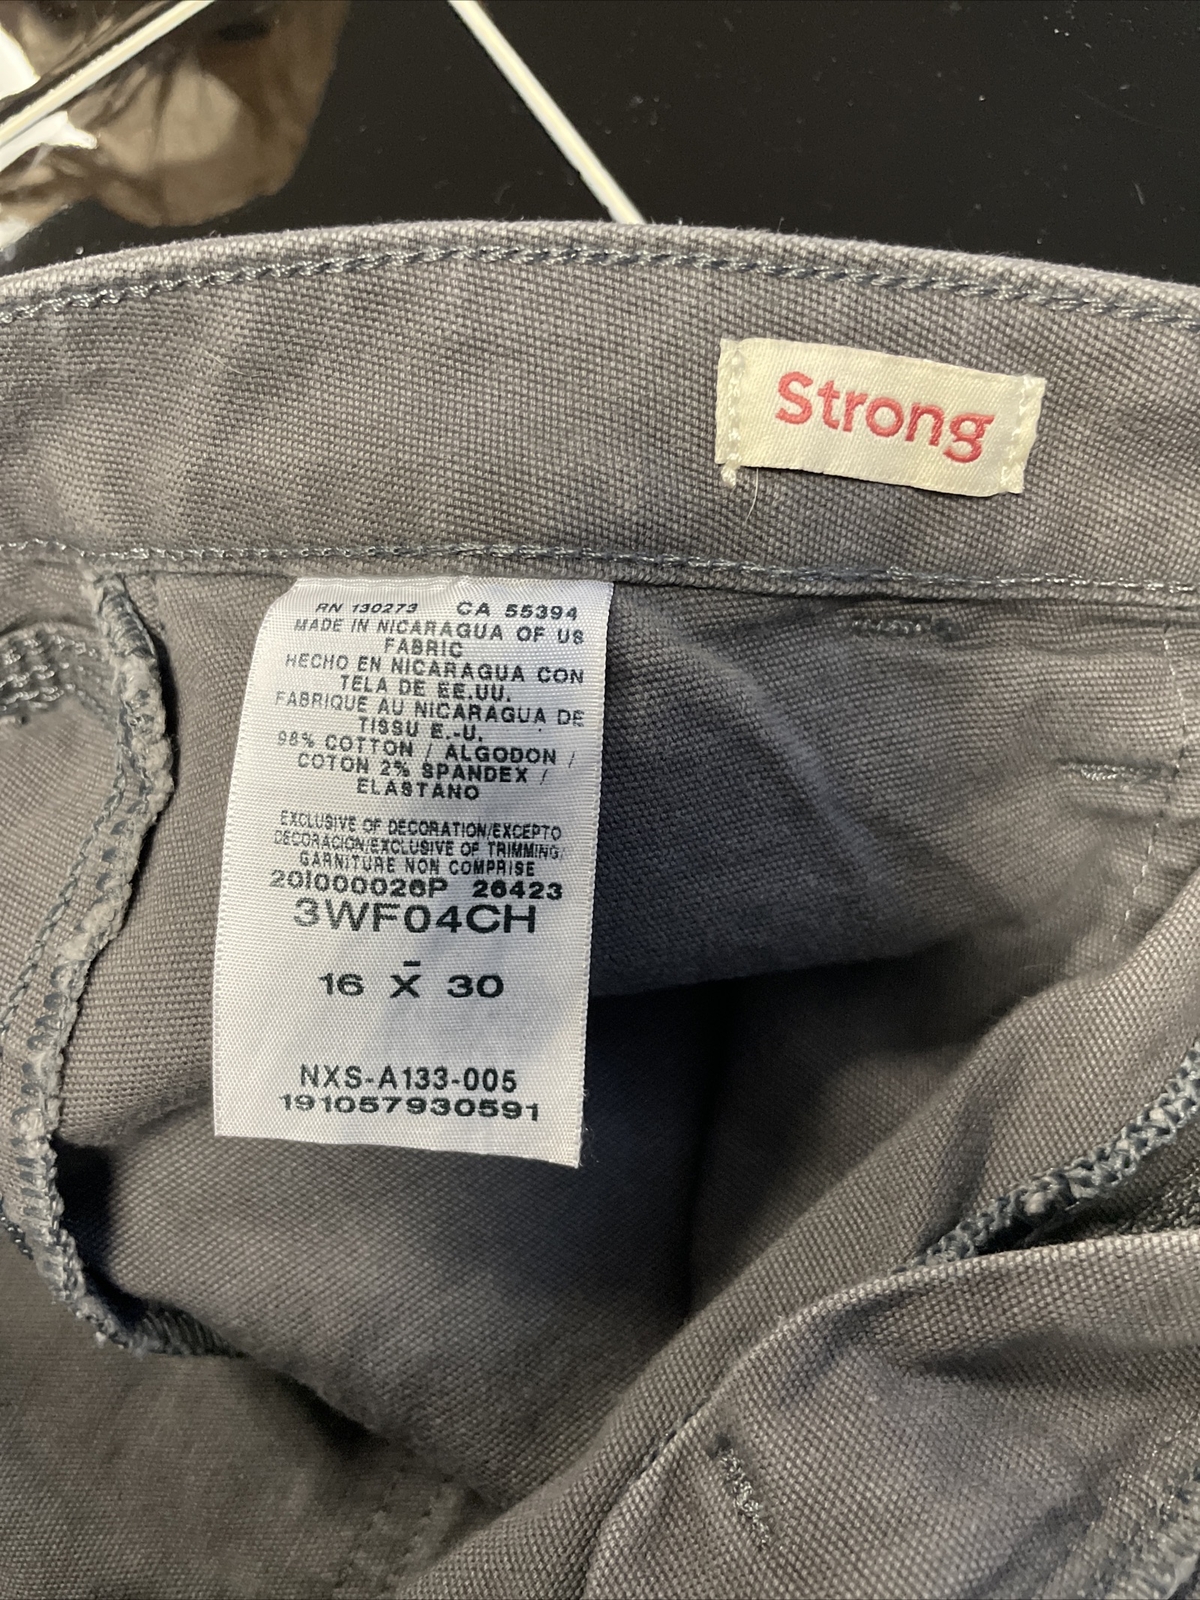 Strong
RN 130273 CA 55394
MADE IN NICARAGUA OF US
FABRIC
HECHO EN NICARAGUA CON
TELA DE EE.UU.
FABRIQUE AU NICARAGUA DE
TISSU E.-U.
98% COTTON / ALGODON /
COTON 2% SPANDEX /
ELASTANO
EXCLUSIVE OF DECORATION/EXCEPTO
DECORACION/EXCLUSIVE OF TRIMMING/
GARNITURE NON COMPRISE
201000026P 26423
3WF04CH
16 X 30
NXS-A133-005
191057930591